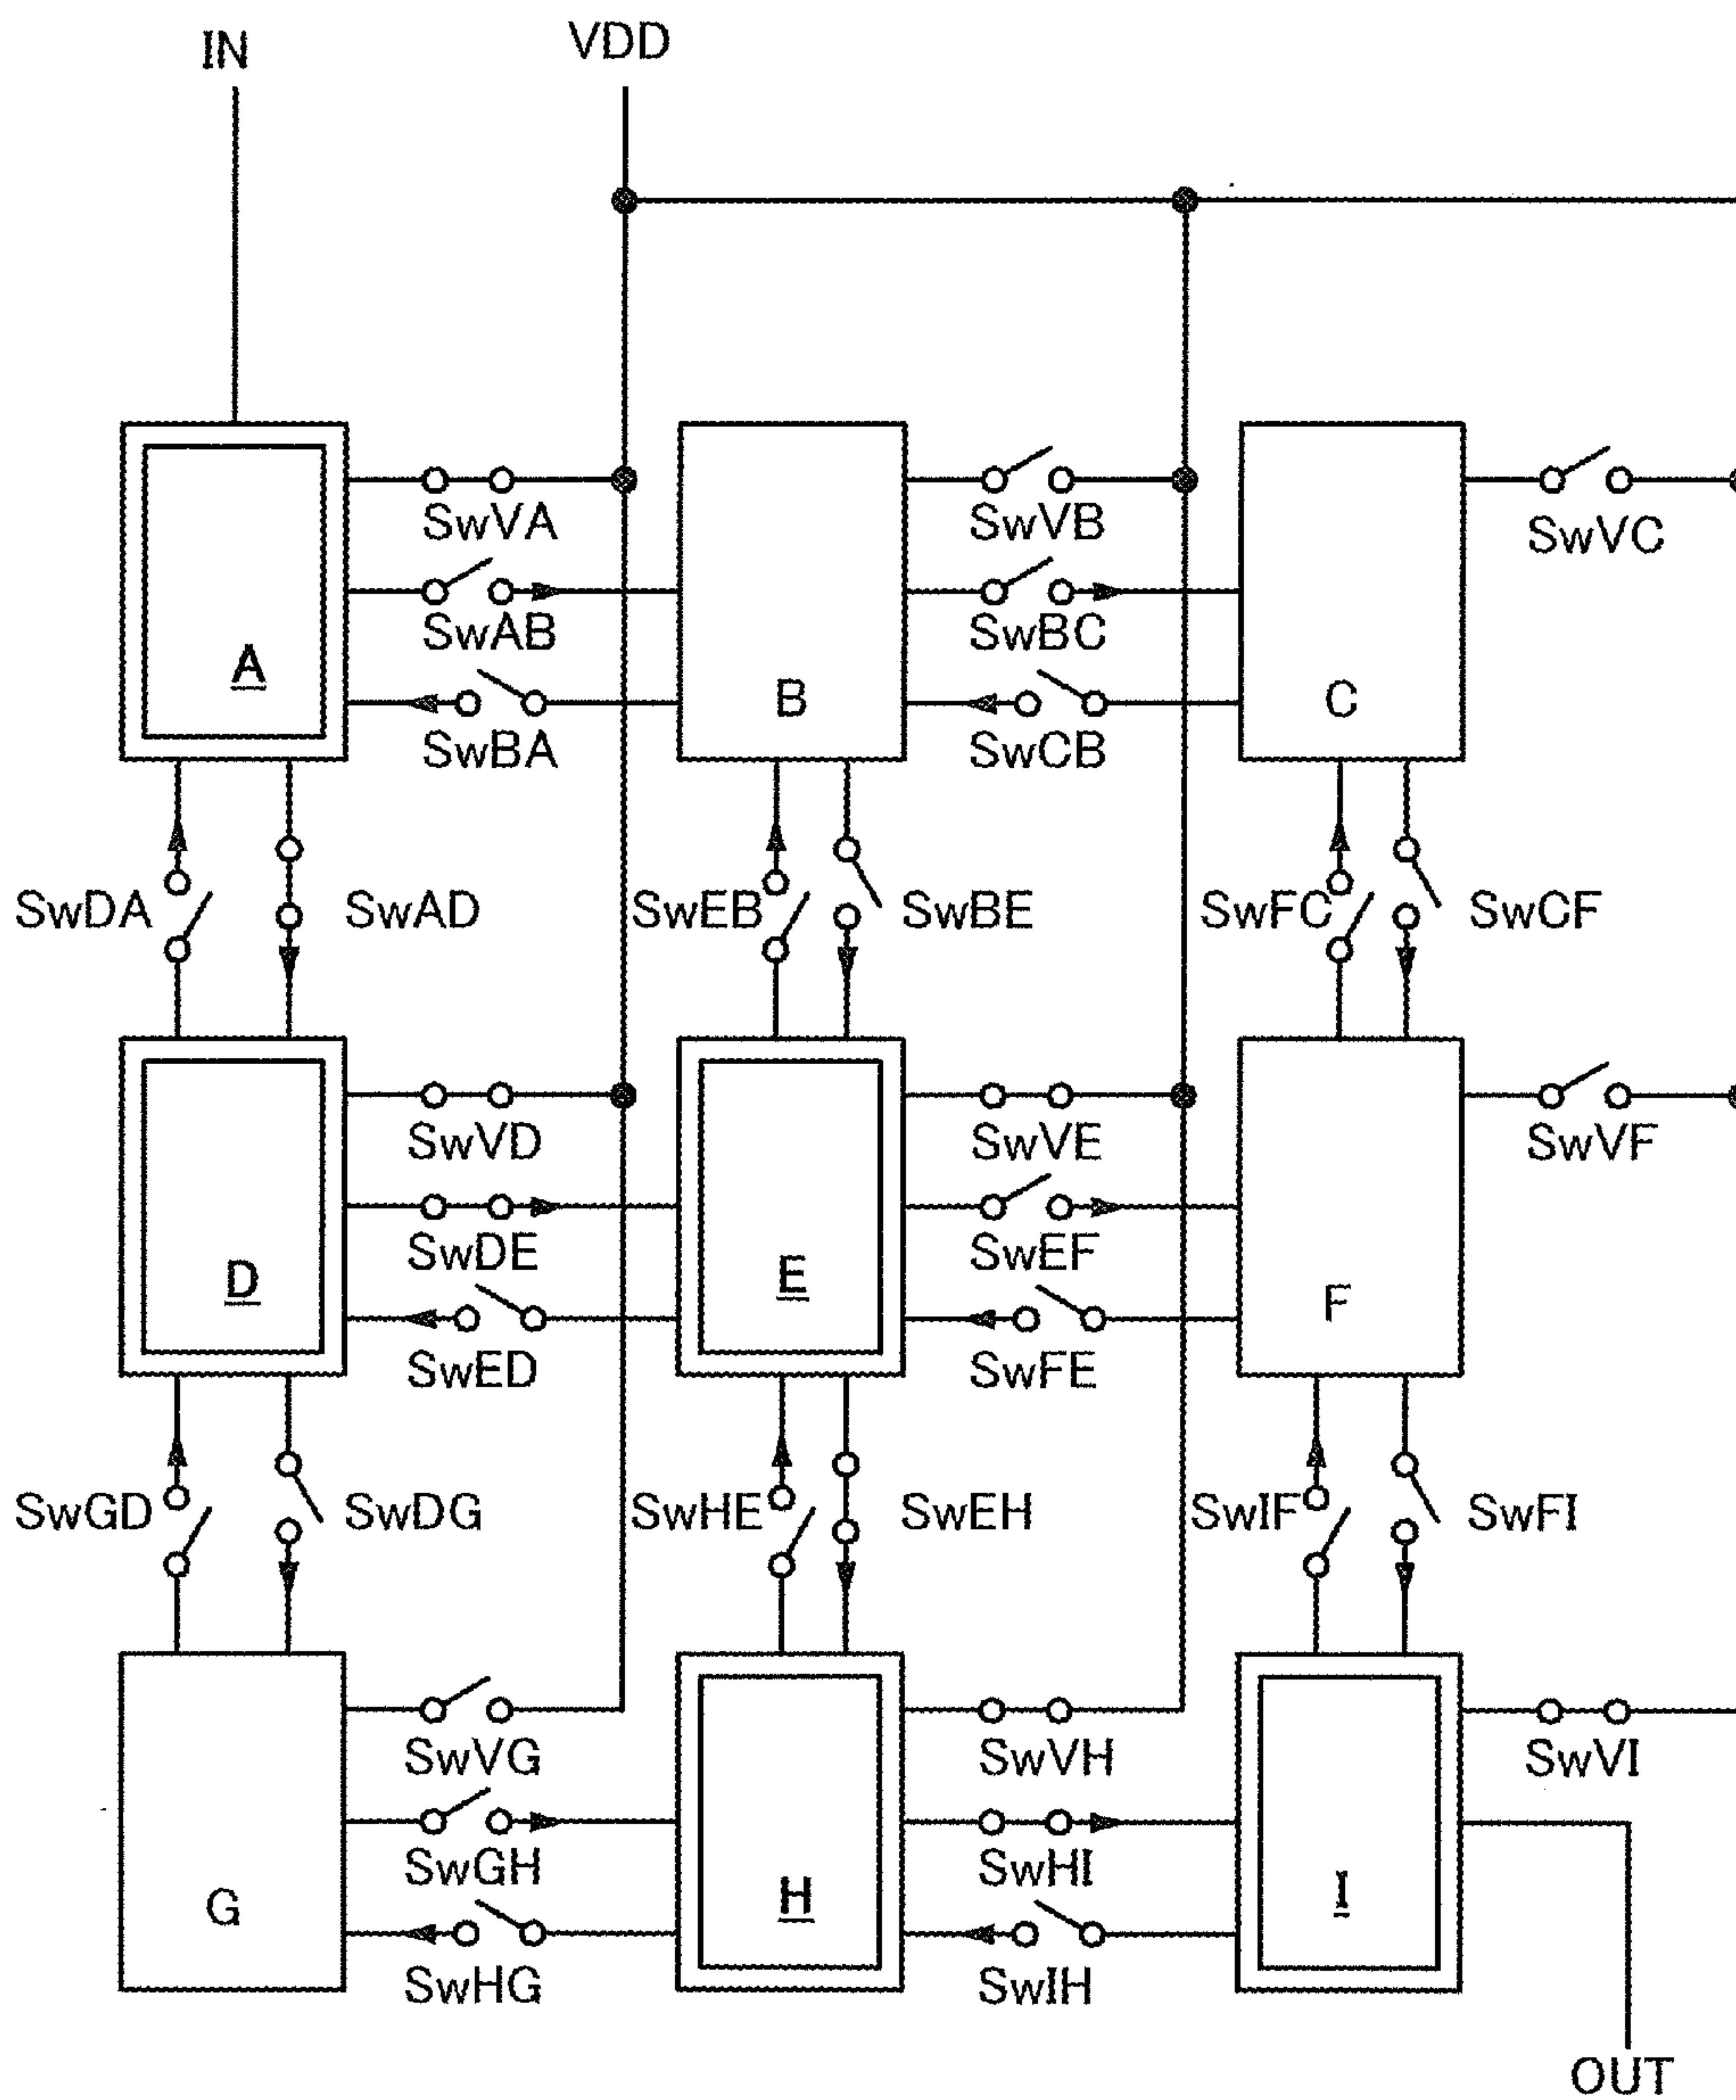 IN VDD
SwVA SwVB SwVC
SwAB SwBC
A B C
SwBA SwCB
SwDA SwAD SwEB SwBE SwFC SwCF
SwVD SwVE SwVF
SwDE SwEF
D E F
SwED SwFE
SwGD SwDG SwHE SwEH SwIF SwFI
SwVG SwVH SwVI
SwGH SwHI
G H I
SwHG SwIH
OUT